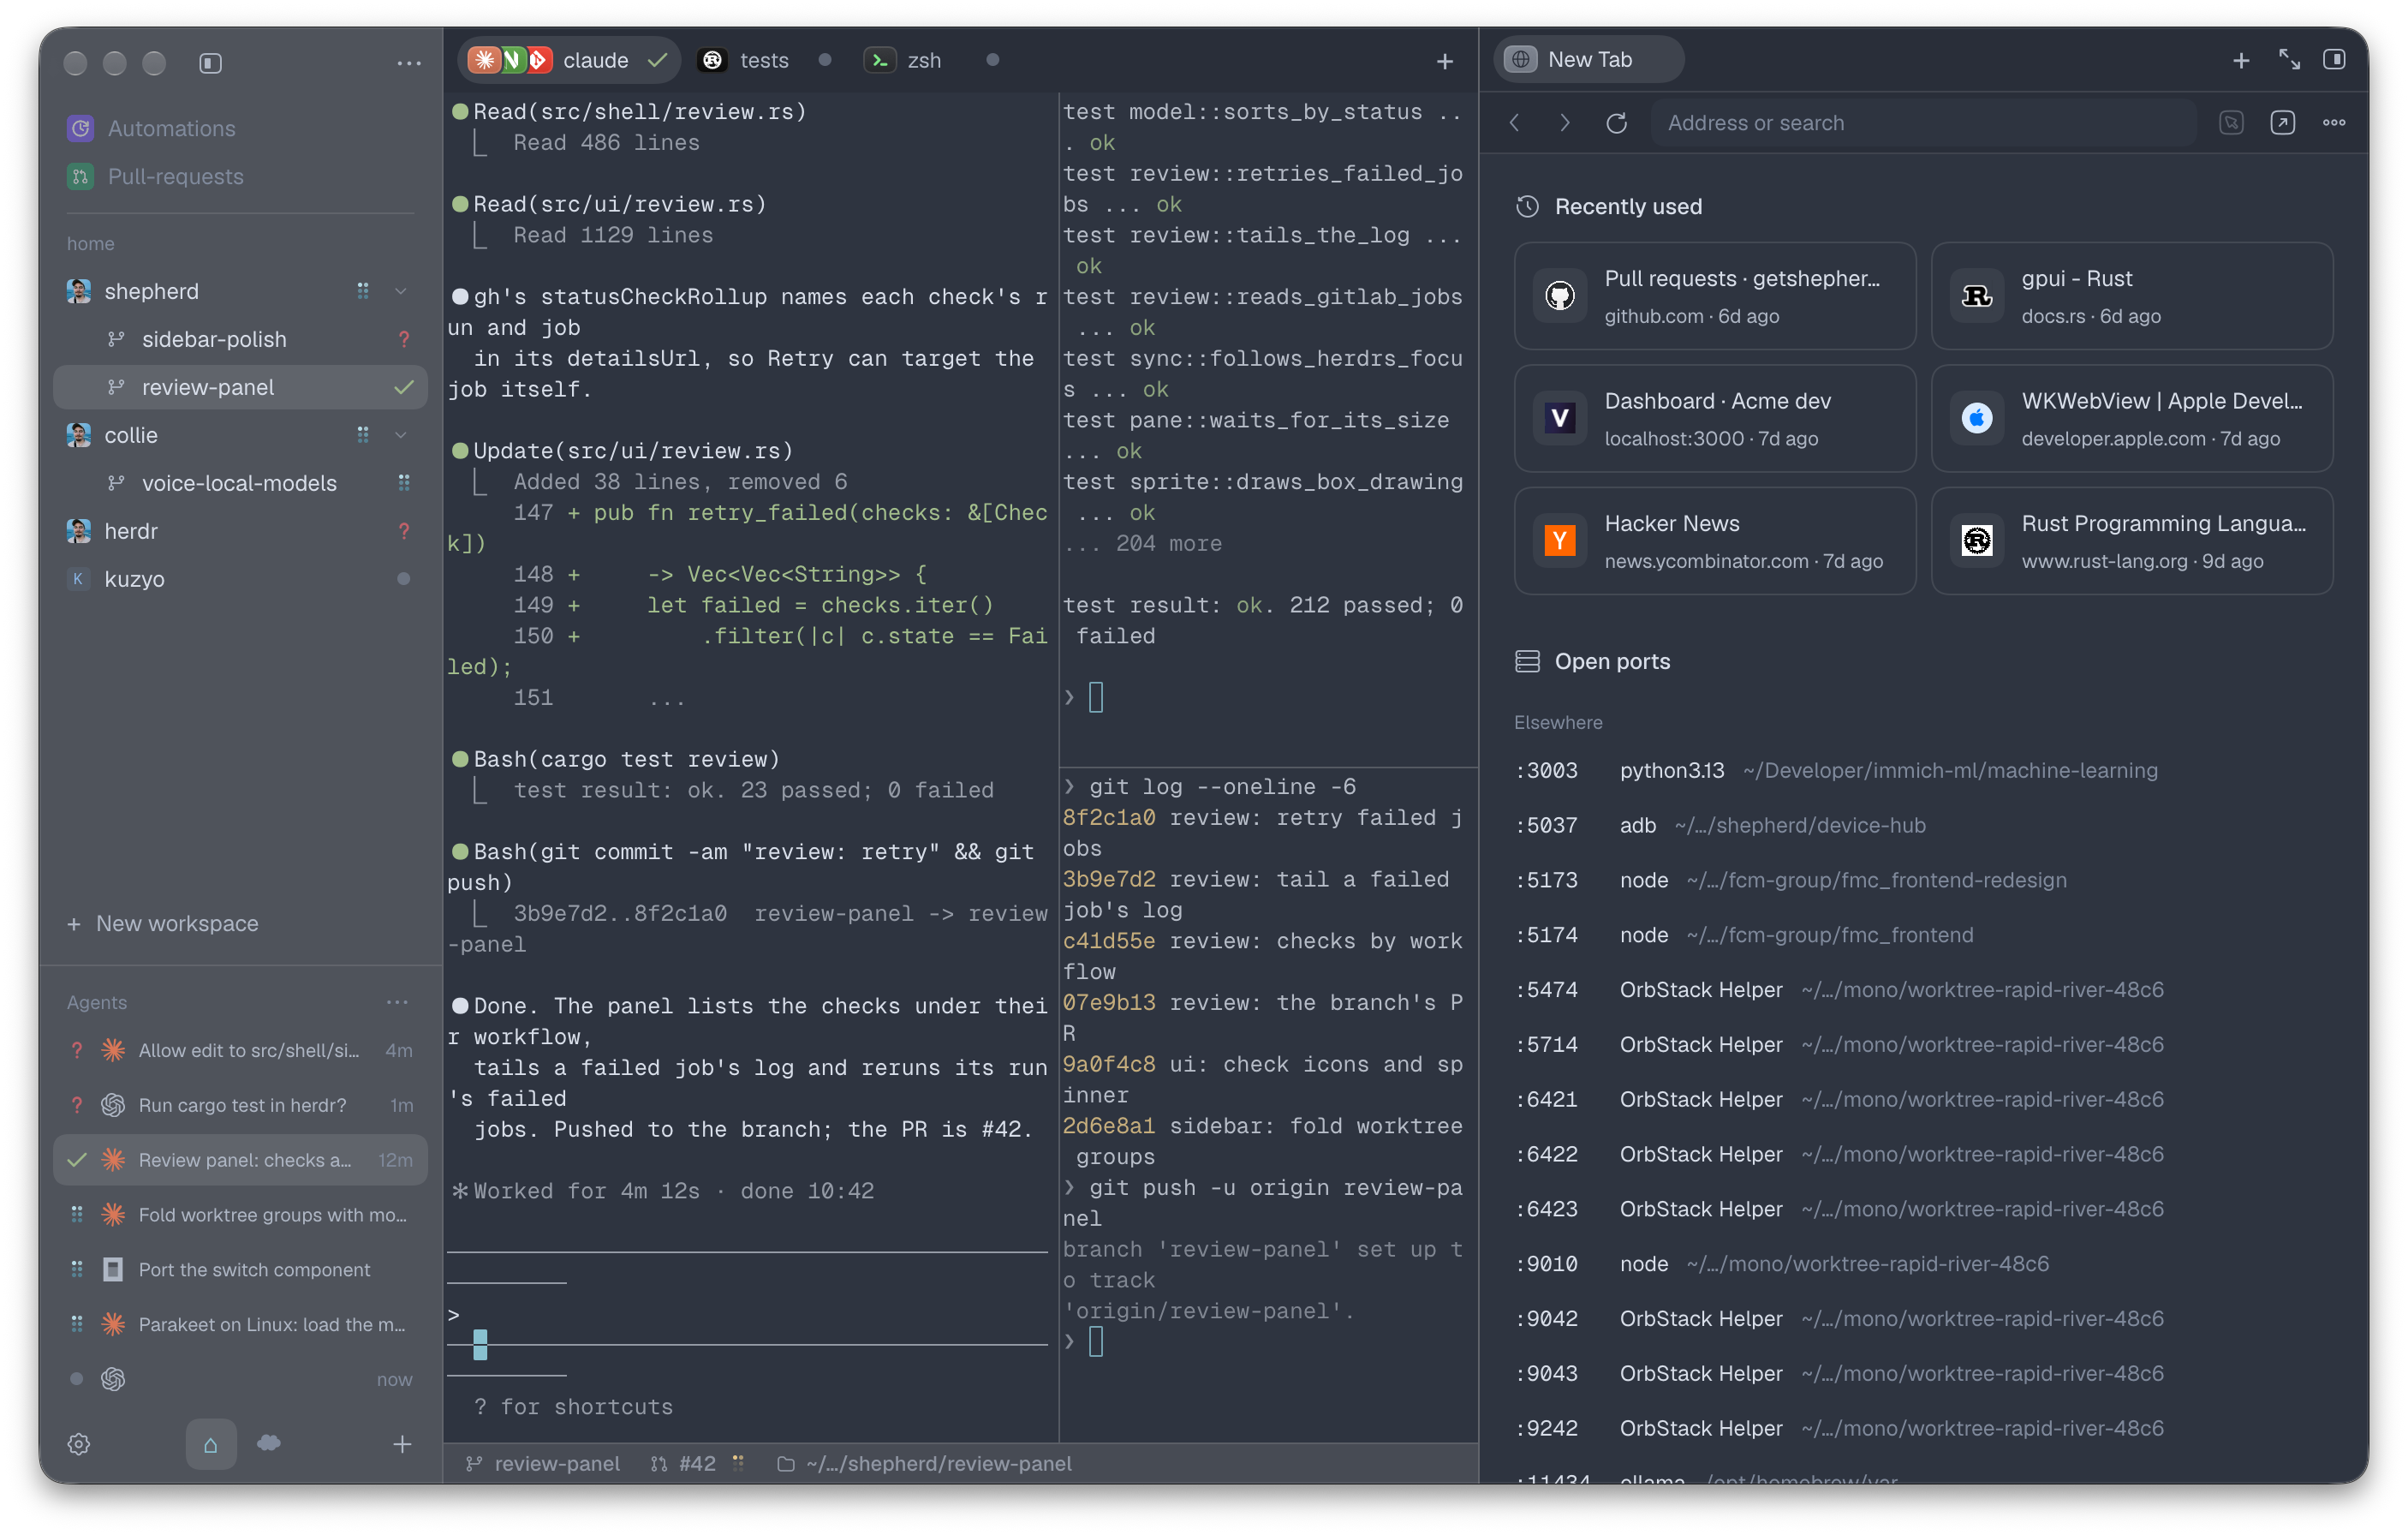 Automations
Pull-requests
home
shepherd
sidebar-polish ?
review-panel
collie
voice-local-models
herdr ?
K kuzyo
+ New workspace
Agents
? Allow edit to src/shell/si... 4m
? Run cargo test in herdr? 1m
Review panel: checks a... 12m
Fold worktree groups with mo...
Port the switch component
Parakeet on Linux: load the m...
now
claude
tests
zsh
Read(src/shell/review.rs)
Read 486 lines
Read(src/ui/review.rs)
Read 1129 lines
gh's statusCheckRollup names each check's r
un and job
in its detailsUrl, so Retry can target the
job itself.
Update(src/ui/review.rs)
Added 38 lines, removed 6
147 + pub fn retry_failed(checks: &[Chec
k])
148 + -> Vec<Vec<String>> {
149 + let failed = checks.iter()
150 + .filter(|c| c.state == Fai
led);
151 ...
Bash(cargo test review)
test result: ok. 23 passed; 0 failed
Bash(git commit -am "review: retry" && git
push)
3b9e7d2..8f2c1a0 review-panel -> review
-panel
Done. The panel lists the checks under thei
r workflow,
tails a failed job's log and reruns its run
's failed
jobs. Pushed to the branch; the PR is #42.
Worked for 4m 12s · done 10:42
>
? for shortcuts
test model::sorts_by_status ..
. ok
test review::retries_failed_jo
bs ... ok
test review::tails_the_log ...
ok
test review::reads_gitlab_jobs
... ok
test sync::follows_herdrs_focu
s ... ok
test pane::waits_for_its_size
... ok
test sprite::draws_box_drawing
... ok
... 204 more
test result: ok. 212 passed; 0
failed
❯
❯ git log --oneline -6
8f2c1a0 review: retry failed j
obs
3b9e7d2 review: tail a failed
job's log
c41d55e review: checks by work
flow
07e9b13 review: the branch's P
R
9a0f4c8 ui: check icons and sp
inner
2d6e8a1 sidebar: fold worktree
groups
❯ git push -u origin review-pa
nel
branch 'review-panel' set up t
o track
'origin/review-panel'.
❯
review-panel #42 ~/.../shepherd/review-panel
New Tab
Address or search
Recently used
Pull requests · getshepher...
github.com · 6d ago
gpui - Rust
docs.rs · 6d ago
V
Dashboard · Acme dev
localhost:3000 · 7d ago
WKWebView | Apple Devel...
developer.apple.com · 7d ago
Y
Hacker News
news.ycombinator.com · 7d ago
Rust Programming Langua...
www.rust-lang.org · 9d ago
Open ports
Elsewhere
:3003 python3.13 ~/Developer/immich-ml/machine-learning
:5037 adb ~/.../shepherd/device-hub
:5173 node ~/.../fcm-group/fmc_frontend-redesign
:5174 node ~/.../fcm-group/fmc_frontend
:5474 OrbStack Helper ~/.../mono/worktree-rapid-river-48c6
:5714 OrbStack Helper ~/.../mono/worktree-rapid-river-48c6
:6421 OrbStack Helper ~/.../mono/worktree-rapid-river-48c6
:6422 OrbStack Helper ~/.../mono/worktree-rapid-river-48c6
:6423 OrbStack Helper ~/.../mono/worktree-rapid-river-48c6
:9010 node ~/.../mono/worktree-rapid-river-48c6
:9042 OrbStack Helper ~/.../mono/worktree-rapid-river-48c6
:9043 OrbStack Helper ~/.../mono/worktree-rapid-river-48c6
:9242 OrbStack Helper ~/.../mono/worktree-rapid-river-48c6
:11434 ollama /opt/homebrew/var